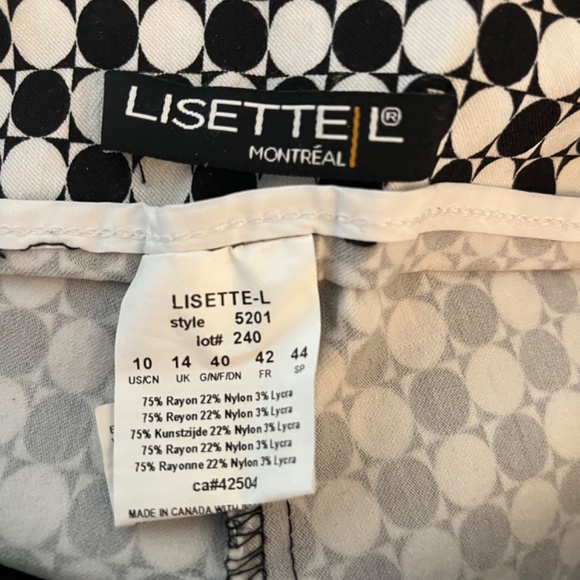 LISETTE L®
MONTRÉAL
LISETTE-L
style 5201
lot# 240
10 14 40 42 44
US/CN UK G/N/F/DN FR SP
75% Rayon 22% Nylon 3% Lycra
75% Reyon 22% Nylon 3% Lycra
75% Kunstzijde 22% Nylon 3% Lycra
75% Rayon 22% Nylon 3% Lycra
75% Rayonne 22% Nylon 3% Lycra
ca#42504
MADE IN CANADA WITH